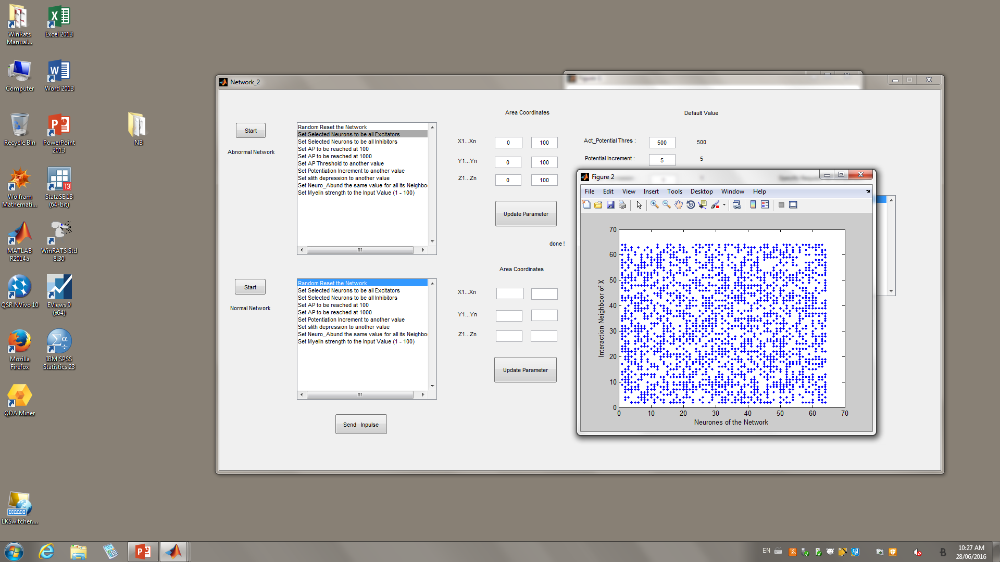 WinRats
Manual...
Excel 2013
Computer
Word 2013
Recycle Bin
PowerPoint
2013
NB
Wolfram
Mathemati...
StataSE 13
(64-bit)
13
MATLAB
R2014a
WinRATS Std
8.30
QSR NVivo 10
EViews 9
(x64)
Mozilla
Firefox
IBM SPSS
Statistics 23
QDA Miner
LKSwitcher....
Network_2
Start
Abnormal Network
Random Reset the Network
Set Selected Neurons to be all Excitators
Set Selected Neurons to be all Inhibitors
Set AP to be reached at 100
Set AP to be reached at 1000
Set AP Threshold to another value
Set Potentiation Increment to another value
Set slith depression to another value
Set Neuro_Abund the same value for all its Neighbo
Set Myelin strength to the Input Value (1 - 100)
Area Coordinates
X1...Xn
0
100
Y1...Yn
0
100
Z1...Zn
0
100
Update Parameter
done !
Default Value
Act_Potential Thres :
500
500
Potential Increment :
5
5
Start
Normal Network
Random Reset the Network
Set Selected Neurons to be all Excitators
Set Selected Neurons to be all Inhibitors
Set AP to be reached at 100
Set AP to be reached at 1000
Set Potentiation Increment to another value
Set slith depression to another value
Set Neuro_Abund the same value for all its Neighbo
Set Myelin strength to the Input Value (1 - 100)
Area Coordinates
X1...Xn
Y1...Yn
Z1...Zn
Update Parameter
Send Inpulse
Figure 2
File Edit View Insert Tools Desktop Window Help
70
60
50
40
30
20
10
0
Interaction Neighboor of X
0 10 20 30 40 50 60 70
Neurones of the Network
EN
10:27 AM
28/06/2016